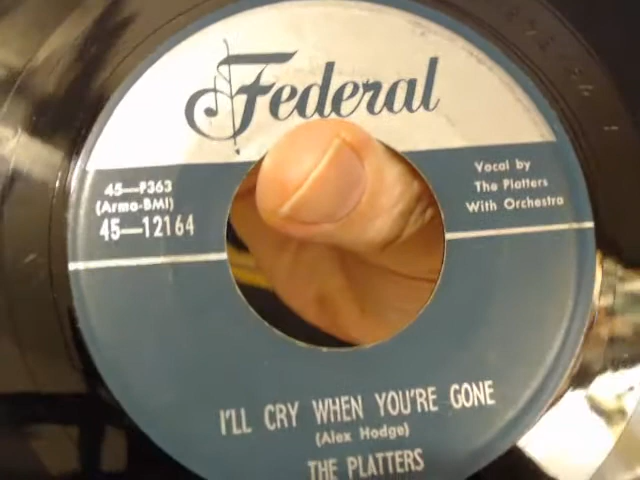 Federal
45—F363
(Armo-BMI)
45—12164
Vocal by
The Platters
With Orchestra
I'LL CRY WHEN YOU'RE GONE
(Alex Hodge)
THE PLATTERS